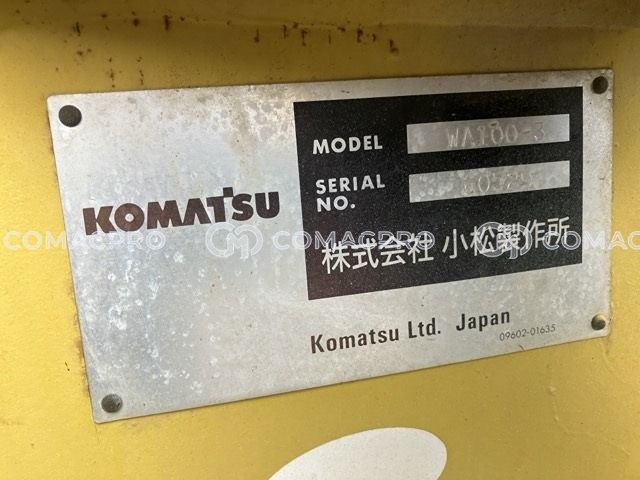 KOMATSU
MODEL WA100-3
SERIAL NO.
株式会社 小松製作所
Komatsu Ltd. Japan
09602-01635
COMACPRO COMACPRO COMACPRO